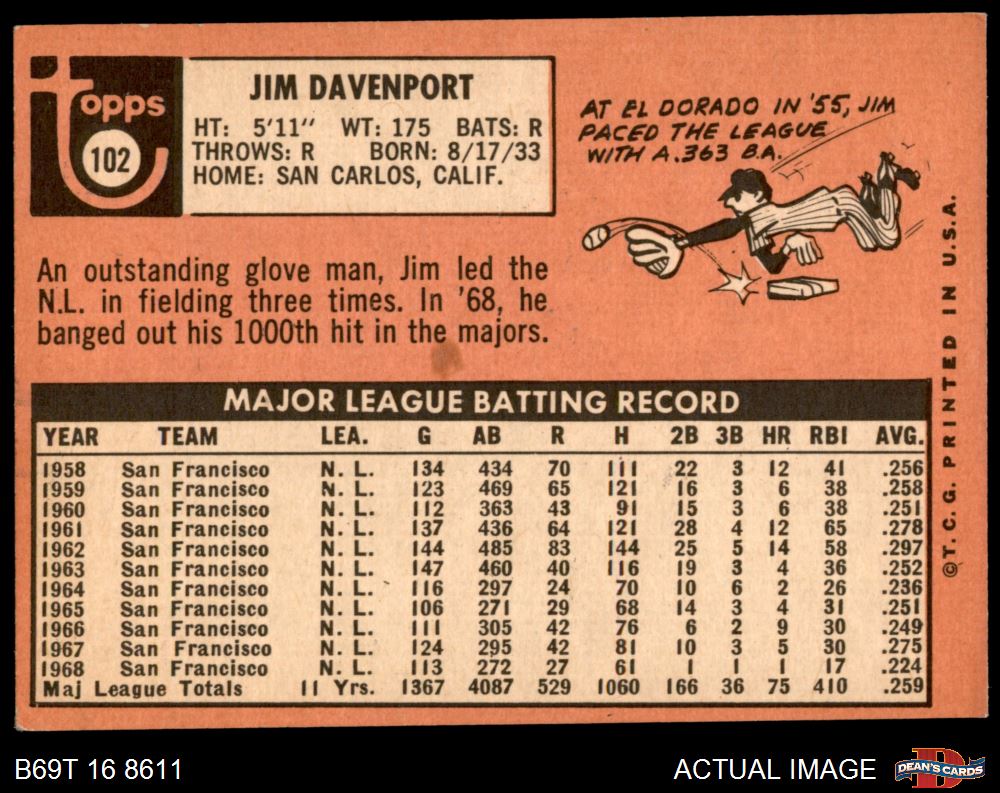 topps
102
JIM DAVENPORT
HT: 5'11" WT: 175 BATS: R
THROWS: R BORN: 8/17/33
HOME: SAN CARLOS, CALIF.
AT EL DORADO IN '55, JIM
PACED THE LEAGUE
WITH A .363 B.A.
An outstanding glove man, Jim led the
N.L. in fielding three times. In '68, he
banged out his 1000th hit in the majors.
MAJOR LEAGUE BATTING RECORD
YEAR TEAM LEA. G AB R H 2B 3B HR RBI AVG.
1958 San Francisco N. L. 134 434 70 111 22 3 12 41 .256
1959 San Francisco N. L. 123 469 65 121 16 3 6 38 .258
1960 San Francisco N. L. 112 363 43 91 15 3 6 38 .251
1961 San Francisco N. L. 137 436 64 121 28 4 12 65 .278
1962 San Francisco N. L. 144 485 83 144 25 5 14 58 .297
1963 San Francisco N. L. 147 460 40 116 19 3 4 36 .252
1964 San Francisco N. L. 116 297 24 70 10 6 2 26 .236
1965 San Francisco N. L. 106 271 29 68 14 3 4 31 .251
1966 San Francisco N. L. 111 305 42 76 6 2 9 30 .249
1967 San Francisco N. L. 124 295 42 81 10 3 5 30 .275
1968 San Francisco N. L. 113 272 27 61 1 1 1 17 .224
Maj League Totals 11 Yrs. 1367 4087 529 1060 166 36 75 410 .259
©T. C. G. PRINTED IN U.S.A.
B69T 16 8611
ACTUAL IMAGE
DEAN'S CARDS